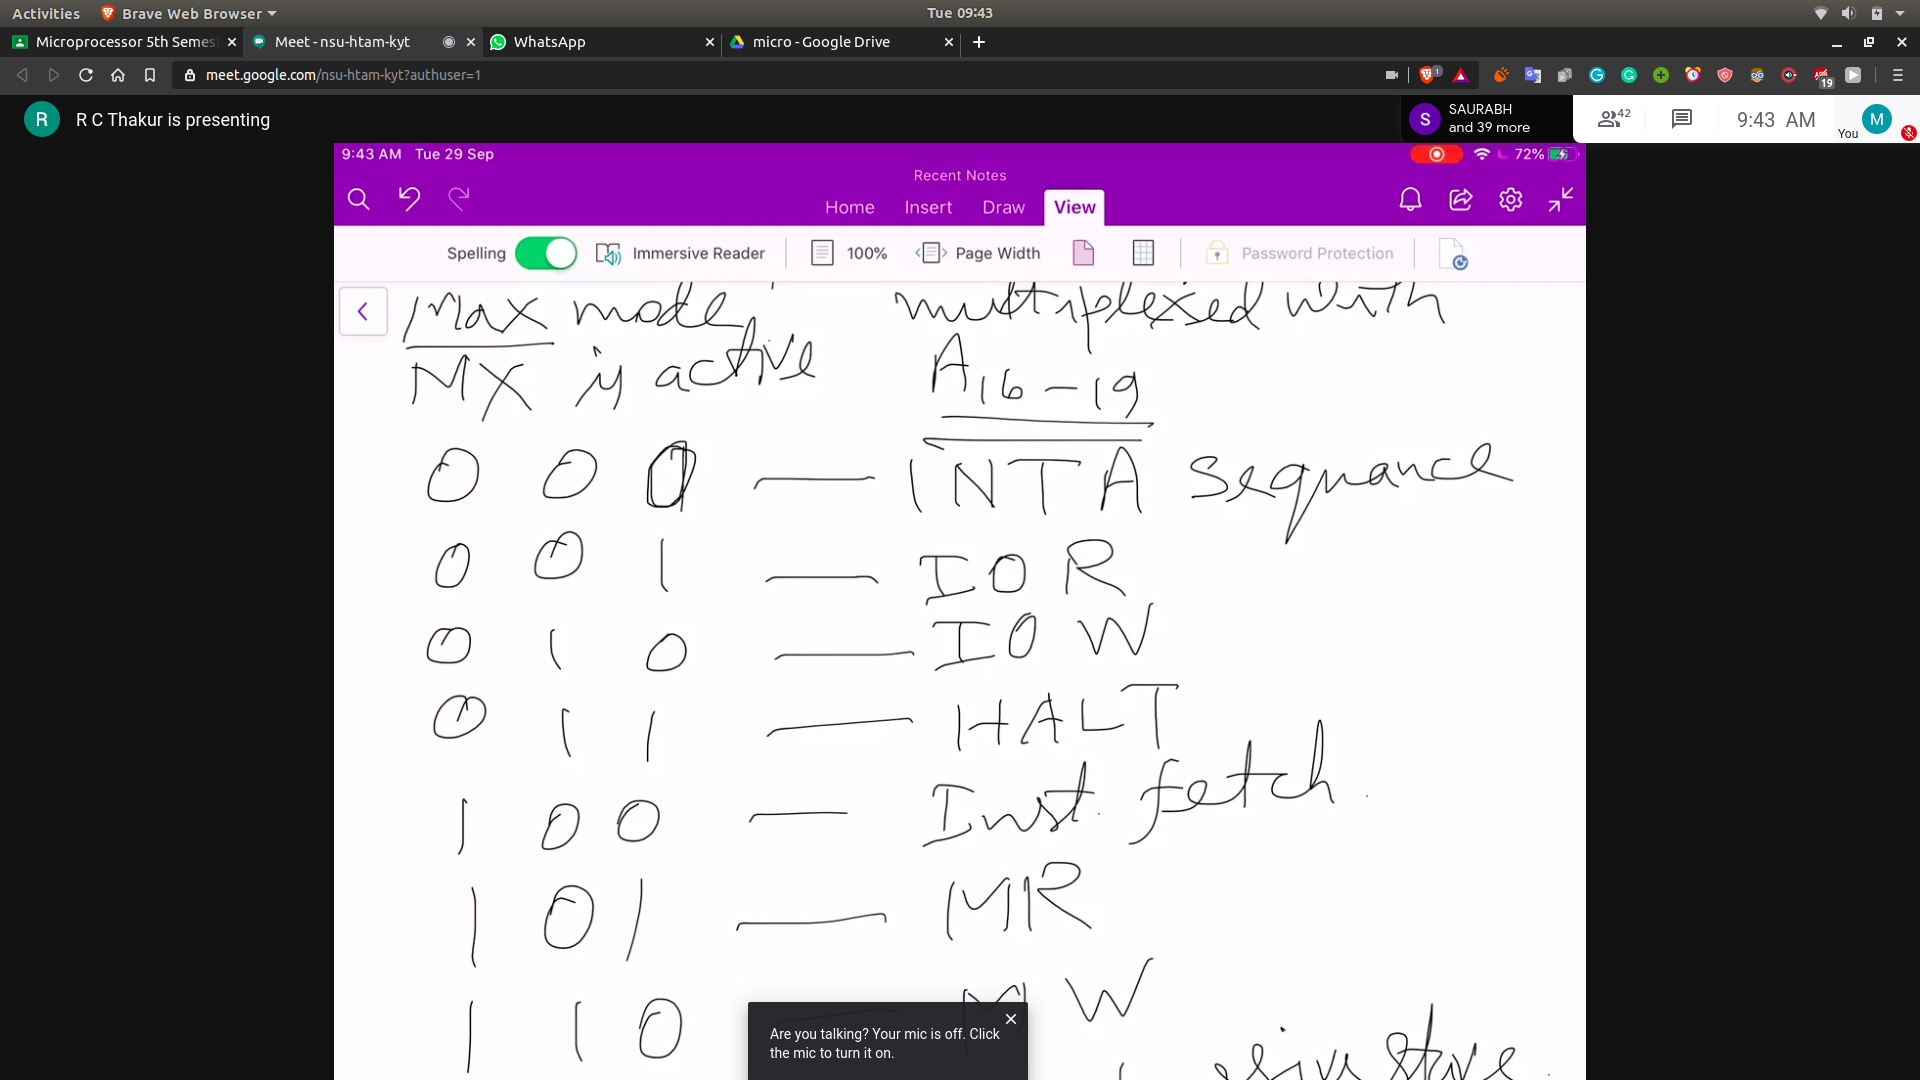 Activities Brave Web Browser Tue 09:43
Microprocessor 5th Semes Meet - nsu-htam-kyt WhatsApp micro - Google Drive
meet.google.com/nsu-htam-kyt?authuser=1 1 19
R R C Thakur is presenting S SAURABH and 39 more 42 9:43 AM You M
9:43 AM Tue 29 Sep 72%
Recent Notes
Home Insert Draw View
Spelling Immersive Reader 100% Page Width Password Protection
Max mode, multiplexed with
MX is active A16-19
0 0 0 — INTA sequance
0 0 1 — IOR
0 1 0 — IOW
0 1 1 — HALT
1 0 0 — Inst. fetch.
1 0 1 — MR
1 1 0 — MW
Are you talking? Your mic is off. Click
the mic to turn it on.